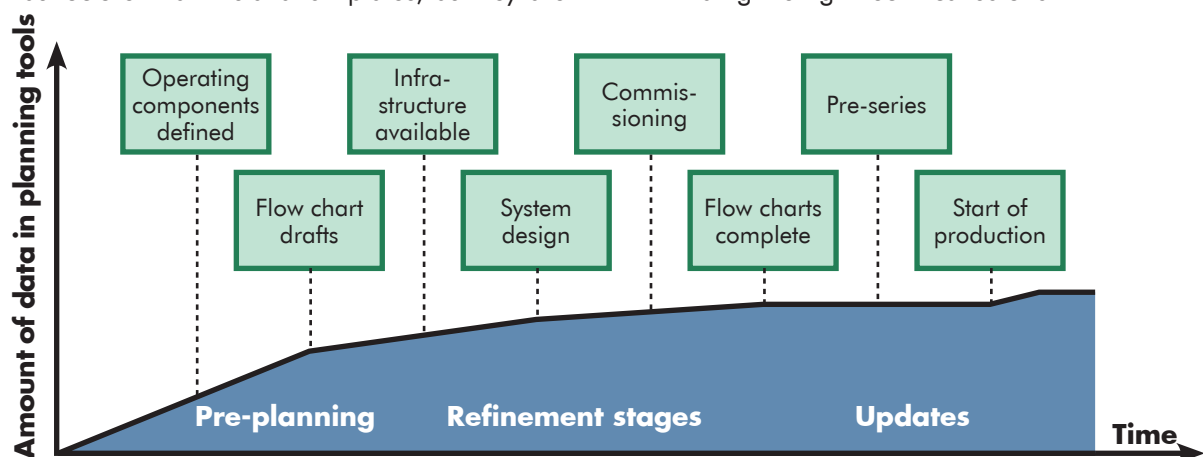 Amount of data in planning tools
Operating
components
defined
Flow chart
drafts
Infra-
structure
available
System
design
Commis-
sioning
Flow charts
complete
Pre-series
Start of
production
Pre-planning
Refinement stages
Updates
Time